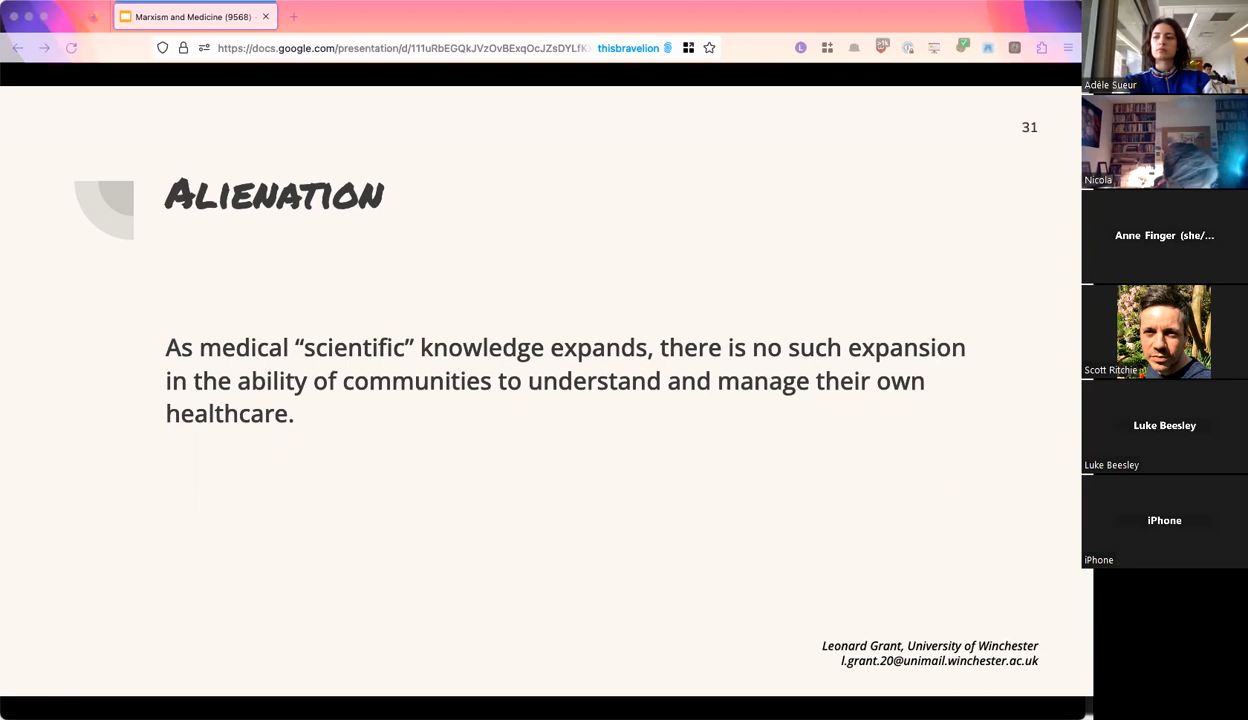 Marxism and Medicine (9568)
https://docs.google.com/presentation/d/111uRbEGQkJVzOvBExqOcJZsDYLfK
thisbravelion
31
ALIENATION
As medical “scientific” knowledge expands, there is no such expansion
in the ability of communities to understand and manage their own
healthcare.
Leonard Grant, University of Winchester
l.grant.20@unimail.winchester.ac.uk
Adèle Sueur
Nicola
Anne Finger (she/...
Scott Ritchie
Luke Beesley
Luke Beesley
iPhone
iPhone